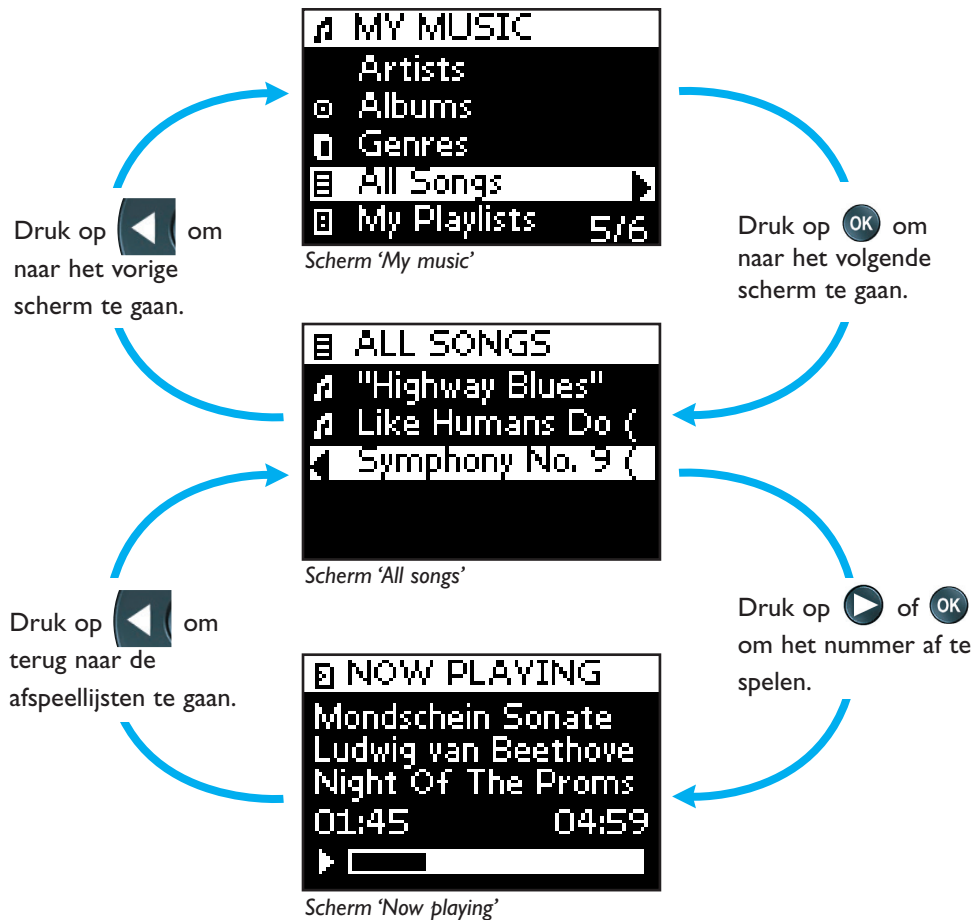 MY MUSIC
Artists
Albums
Genres
All Songs
My Playlists 5/6
Scherm ‘My music’
Druk op om
naar het vorige
scherm te gaan.
Druk op OK om
naar het volgende
scherm te gaan.
ALL SONGS
"Highway Blues"
Like Humans Do (
Symphony No. 9 (
Scherm ‘All songs’
Druk op om
terug naar de
afspeellijsten te gaan.
Druk op of OK
om het nummer af te
spelen.
NOW PLAYING
Mondschein Sonate
Ludwig van Beethove
Night Of The Proms
01:45 04:59
Scherm ‘Now playing’